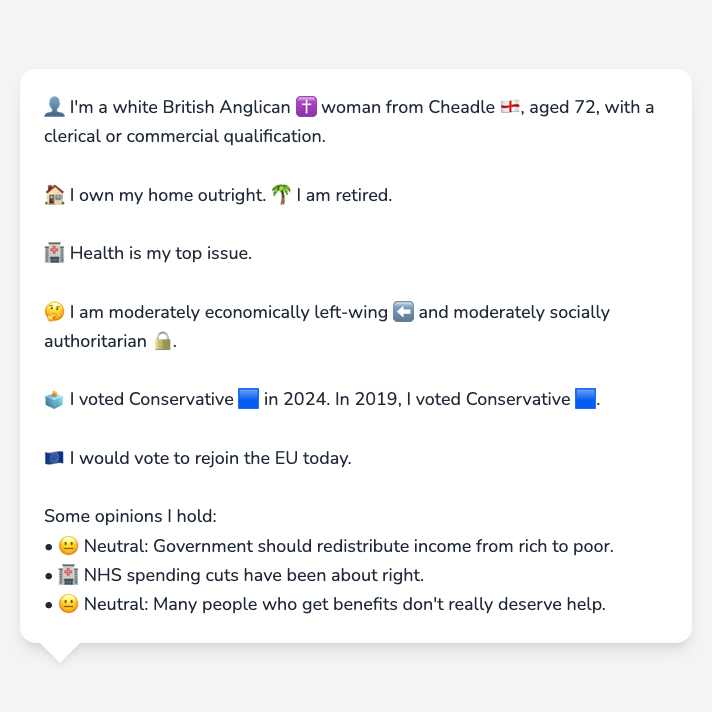 👤 I'm a white British Anglican ✝️ woman from Cheadle 🏴󠁧󠁢󠁥󠁮󠁧󠁿, aged 72, with a
clerical or commercial qualification.
🏠 I own my home outright. 🌴 I am retired.
🏥 Health is my top issue.
🤔 I am moderately economically left-wing ⬅️ and moderately socially
authoritarian 🔒.
🗳️ I voted Conservative 🟦 in 2024. In 2019, I voted Conservative 🟦.
🇪🇺 I would vote to rejoin the EU today.
Some opinions I hold:
• 😐 Neutral: Government should redistribute income from rich to poor.
• 🏥 NHS spending cuts have been about right.
• 😐 Neutral: Many people who get benefits don't really deserve help.